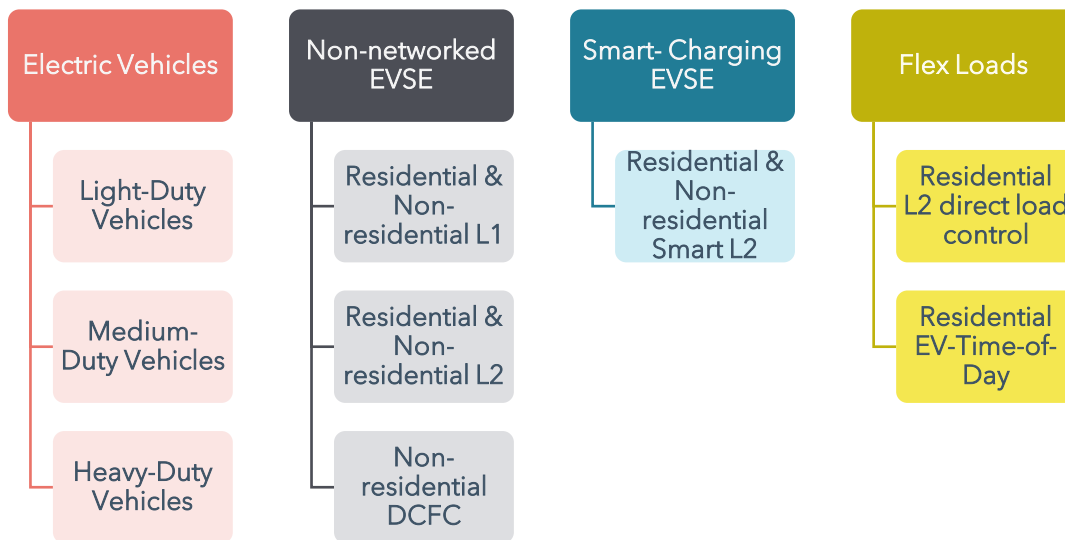 Electric Vehicles
Light-Duty
Vehicles
Medium-
Duty Vehicles
Heavy-Duty
Vehicles
Non-networked
EVSE
Residential &
Non-
residential L1
Residential &
Non-
residential L2
Non-
residential
DCFC
Smart- Charging
EVSE
Residential &
Non-
residential
Smart L2
Flex Loads
Residential
L2 direct load
control
Residential
EV-Time-of-
Day